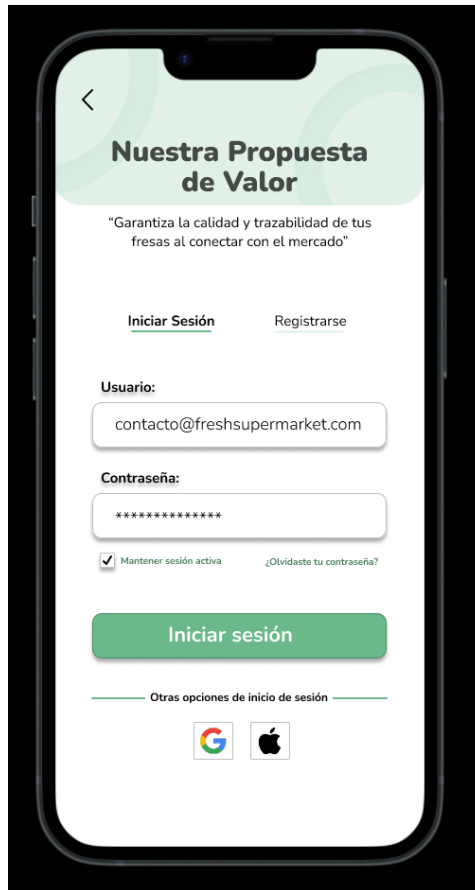 Nuestra Propuesta
de Valor
“Garantiza la calidad y trazabilidad de tus
fresas al conectar con el mercado”
Iniciar Sesión Registrarse
Usuario:
contacto@freshsupermarket.com
Contraseña:
**************
Mantener sesión activa ¿Olvidaste tu contraseña?
Iniciar sesión
Otras opciones de inicio de sesión
G